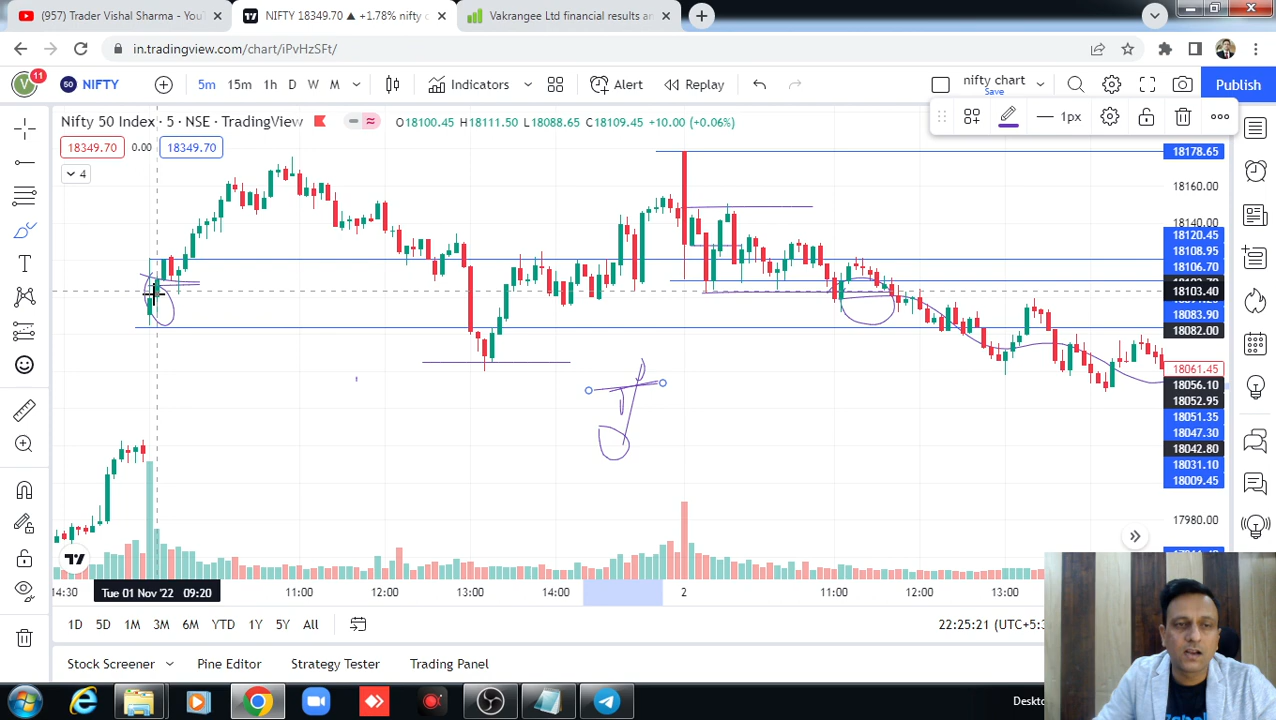 (957) Trader Vishal Sharma - You
NIFTY 18349.70 ▲ +1.78% nifty c
Vakrangee Ltd financial results an
in.tradingview.com/chart/iPvHzSFt/
V 11
50 NIFTY
5m 15m 1h D W M
Indicators
Alert
Replay
nifty chart
Save
Publish
Nifty 50 Index · 5 · NSE · TradingView
O18100.45 H18111.50 L18088.65 C18109.45 +10.00 (+0.06%)
1px
18349.70 0.00 18349.70
4
18178.65
18160.00
18140.00
18120.45
18108.95
18106.70
18103.40
18083.90
18082.00
18061.45
18056.10
18052.95
18051.35
18047.30
18042.80
18031.10
18009.45
17980.00
14:30 Tue 01 Nov '22 09:20 11:00 12:00 13:00 14:00 2 11:00 12:00 13:00
1D 5D 1M 3M 6M YTD 1Y 5Y All
22:25:21 (UTC+5:3
Stock Screener Pine Editor Strategy Tester Trading Panel
Deskto